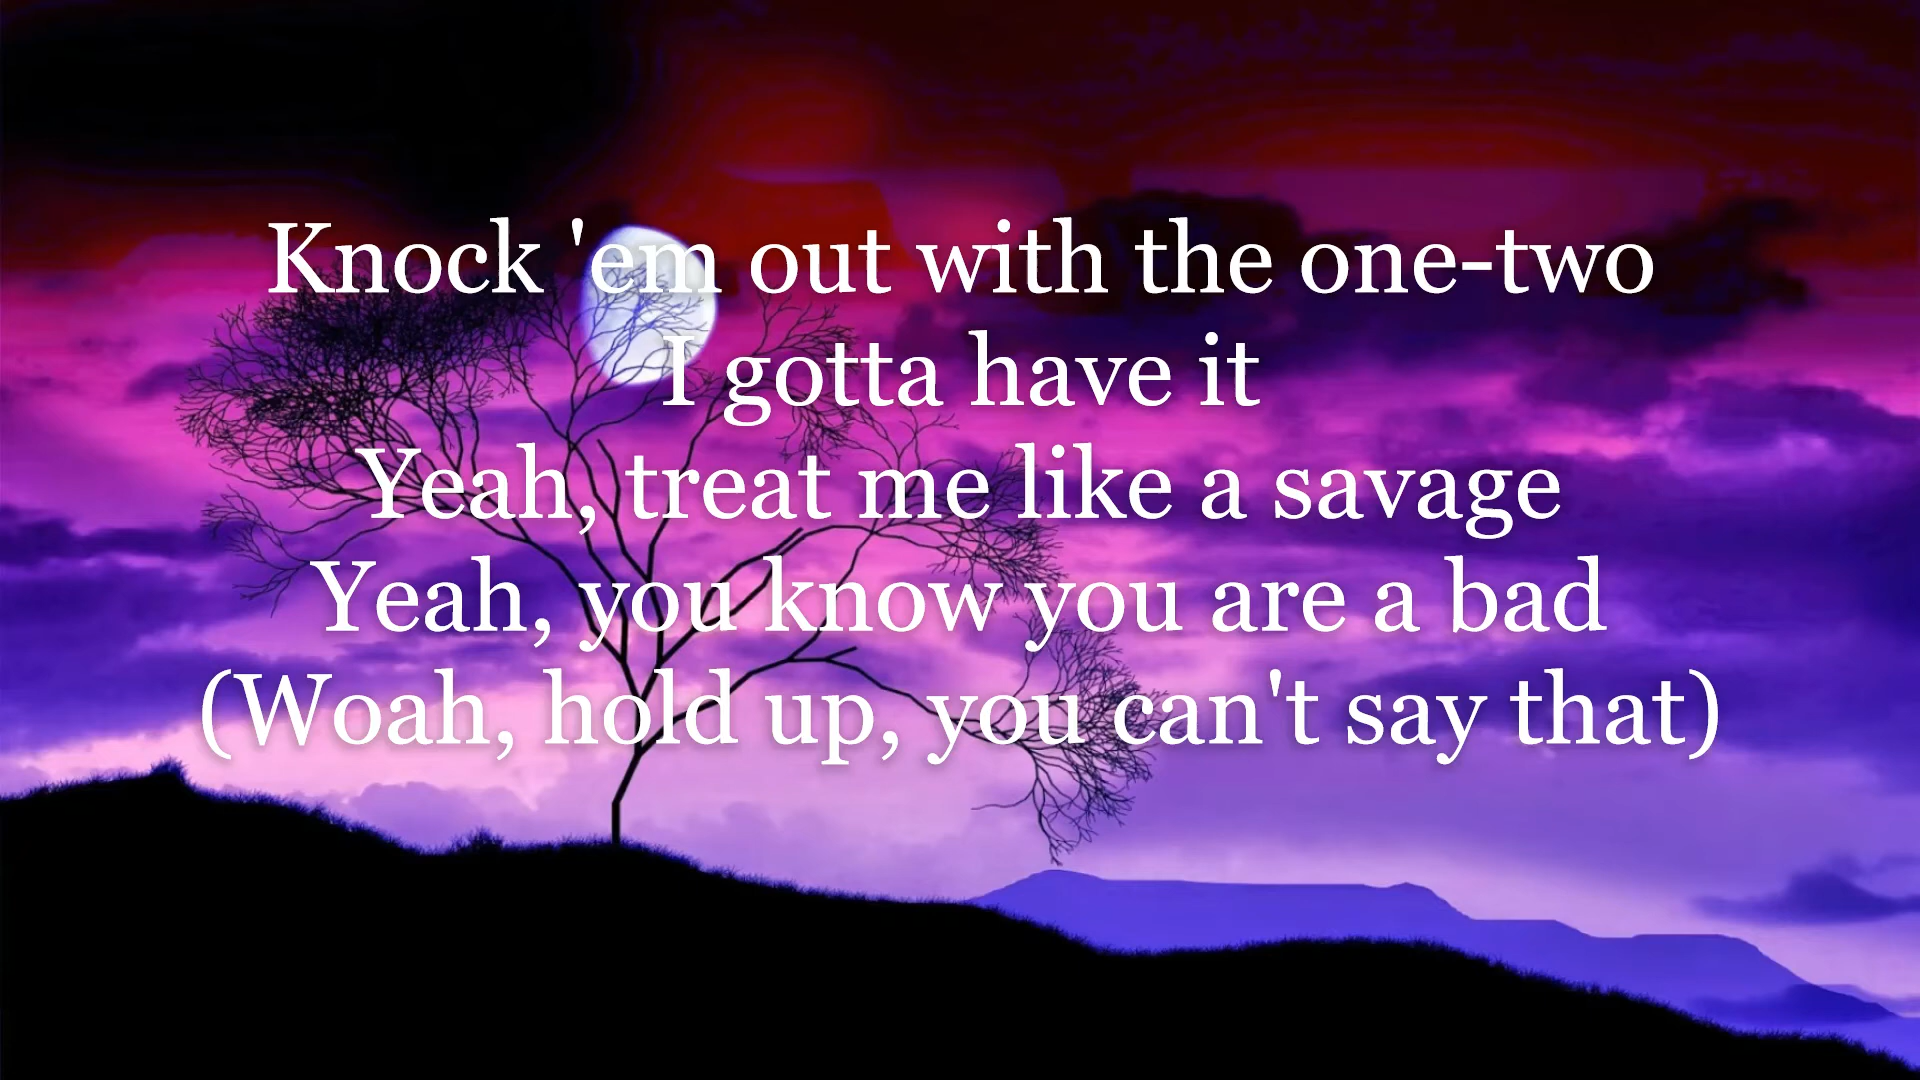 Knock 'em out with the one-two
I gotta have it
Yeah, treat me like a savage
Yeah, you know you are a bad
(Woah, hold up, you can't say that)